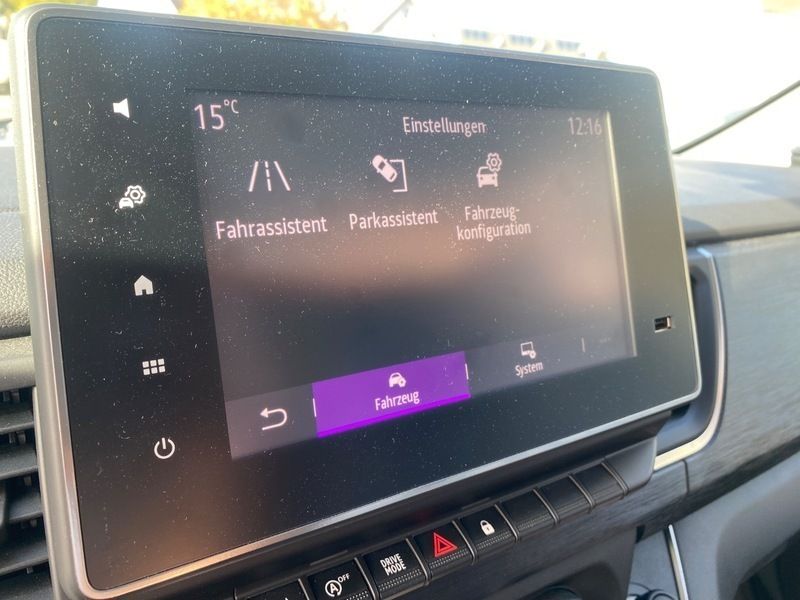 15°C
Einstellungen
12:16
Fahrassistent
Parkassistent
Fahrzeug-
konfiguration
Fahrzeug
System
A OFF
DRIVE
MODE